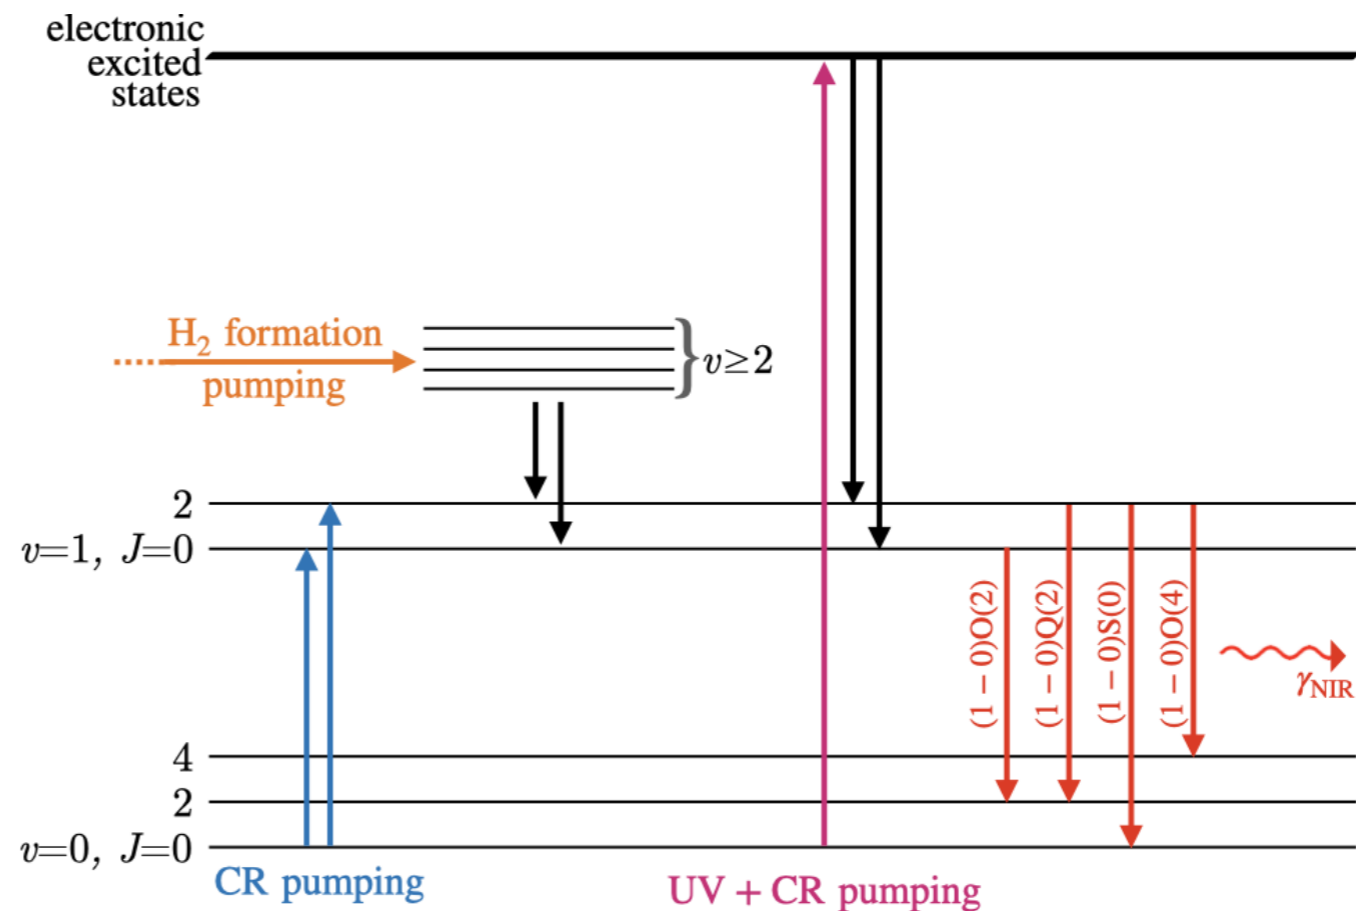 electronic
excited
states
H₂ formation
pumping
v≥2
2
v=1, J=0
(1 − 0)O(2)
(1 − 0)Q(2)
(1 − 0)S(0)
(1 − 0)O(4)
γNIR
4
2
v=0, J=0
CR pumping
UV + CR pumping